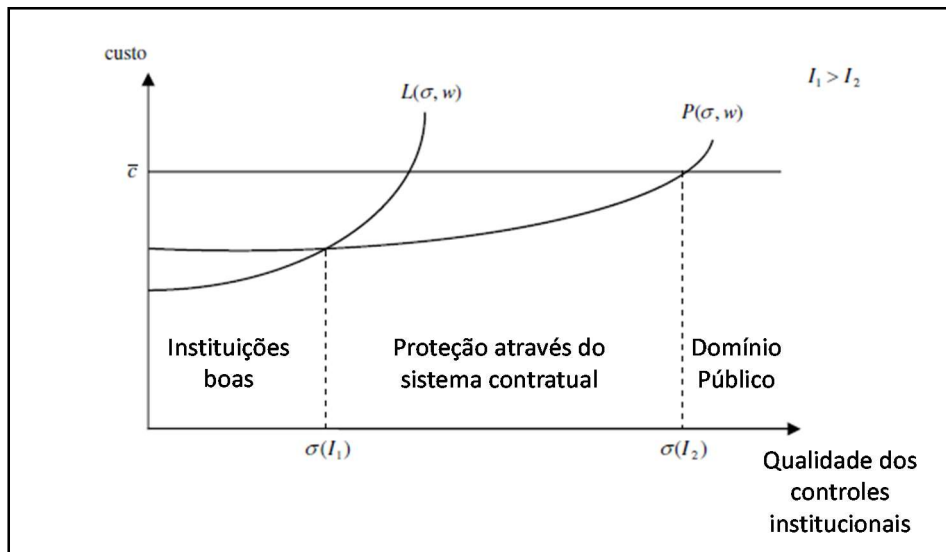 custo
I₁ > I₂
L(σ, w)
P(σ, w)
c̅
Instituições
boas
Proteção através do
sistema contratual
Domínio
Público
σ(I₁)
σ(I₂)
Qualidade dos
controles
institucionais